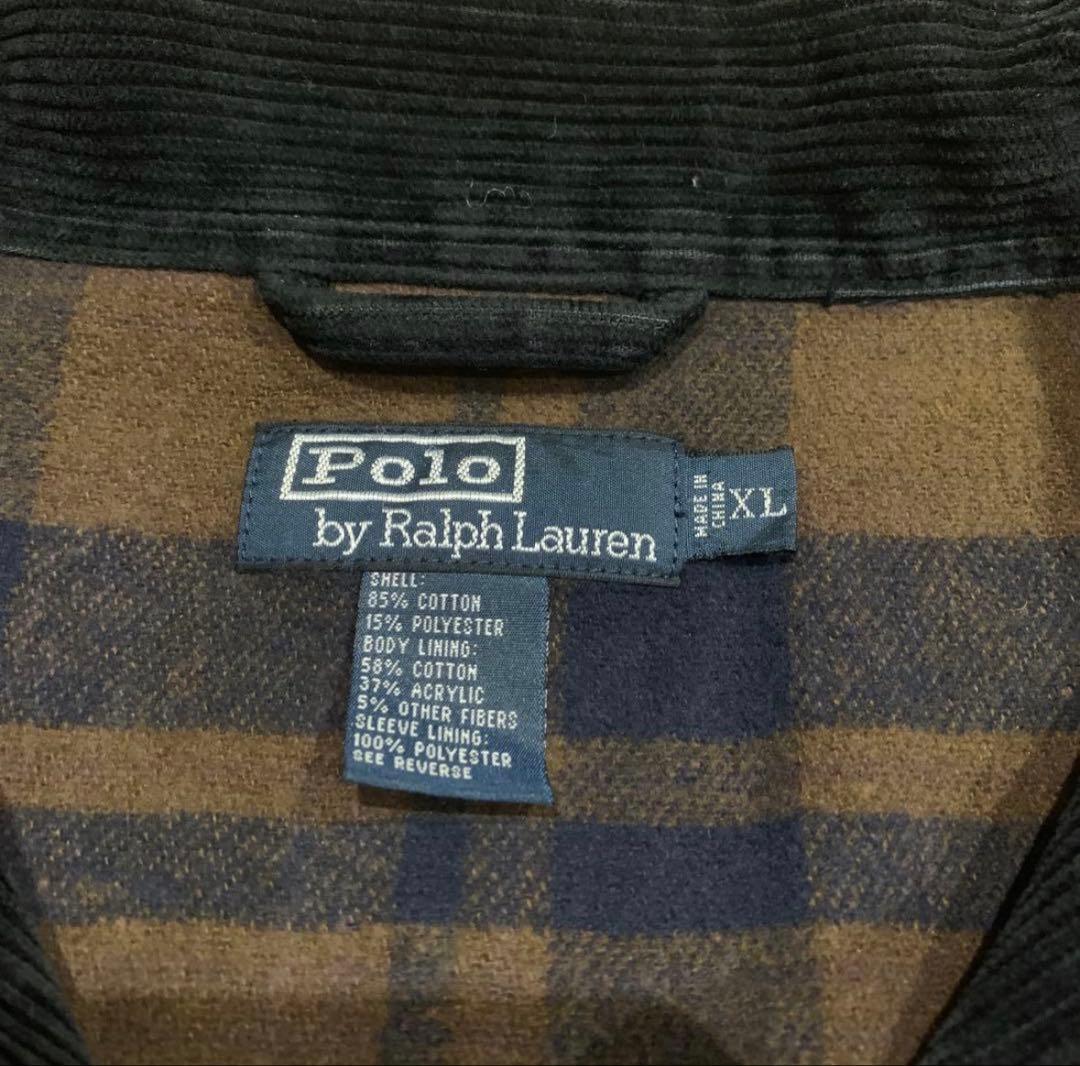 Polo
by Ralph Lauren
MADE IN
CHINA
XL
SHELL:
85% COTTON
15% POLYESTER
BODY LINING:
58% COTTON
37% ACRYLIC
5% OTHER FIBERS
SLEEVE LINING:
100% POLYESTER
SEE REVERSE